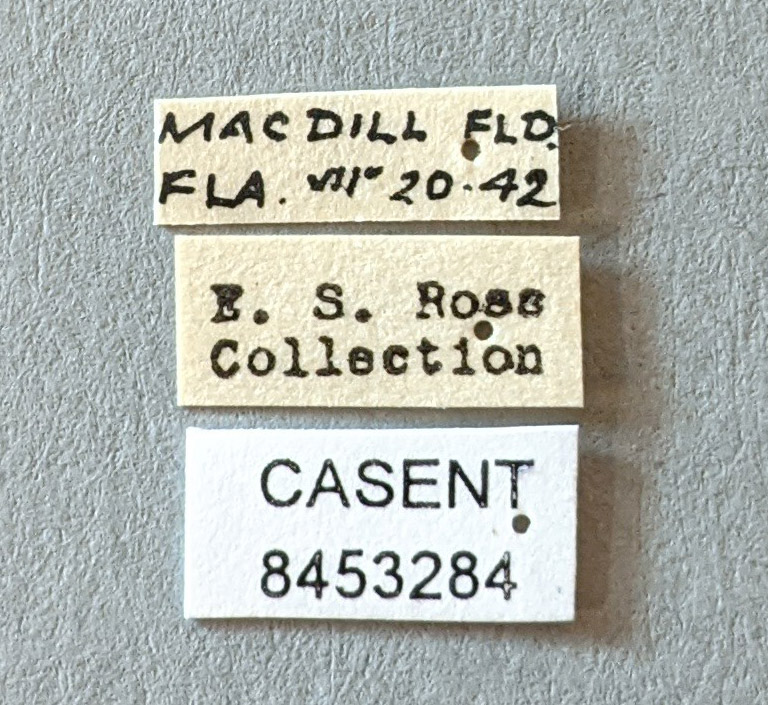 MACDILL FLD.
FLA. VII-20-42
E. S. Ross
Collection
CASENT
8453284